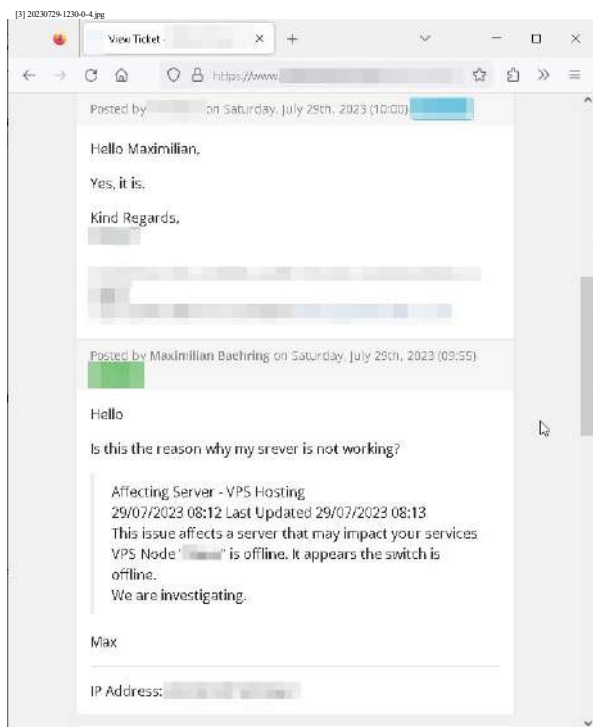 [3] 20230729-1230-0-4.jpg
View Ticket -
https://www.
Posted by on Saturday, July 29th, 2023 (10:00)
Hello Maximilian,
Yes, it is.
Kind Regards,
Posted by Maximilian Baehring on Saturday, July 29th, 2023 (09:55)
Hello
Is this the reason why my srever is not working?
Affecting Server - VPS Hosting
29/07/2023 08:12 Last Updated 29/07/2023 08:13
This issue affects a server that may impact your services
VPS Node " " is offline. It appears the switch is
offline.
We are investigating.
Max
IP Address: